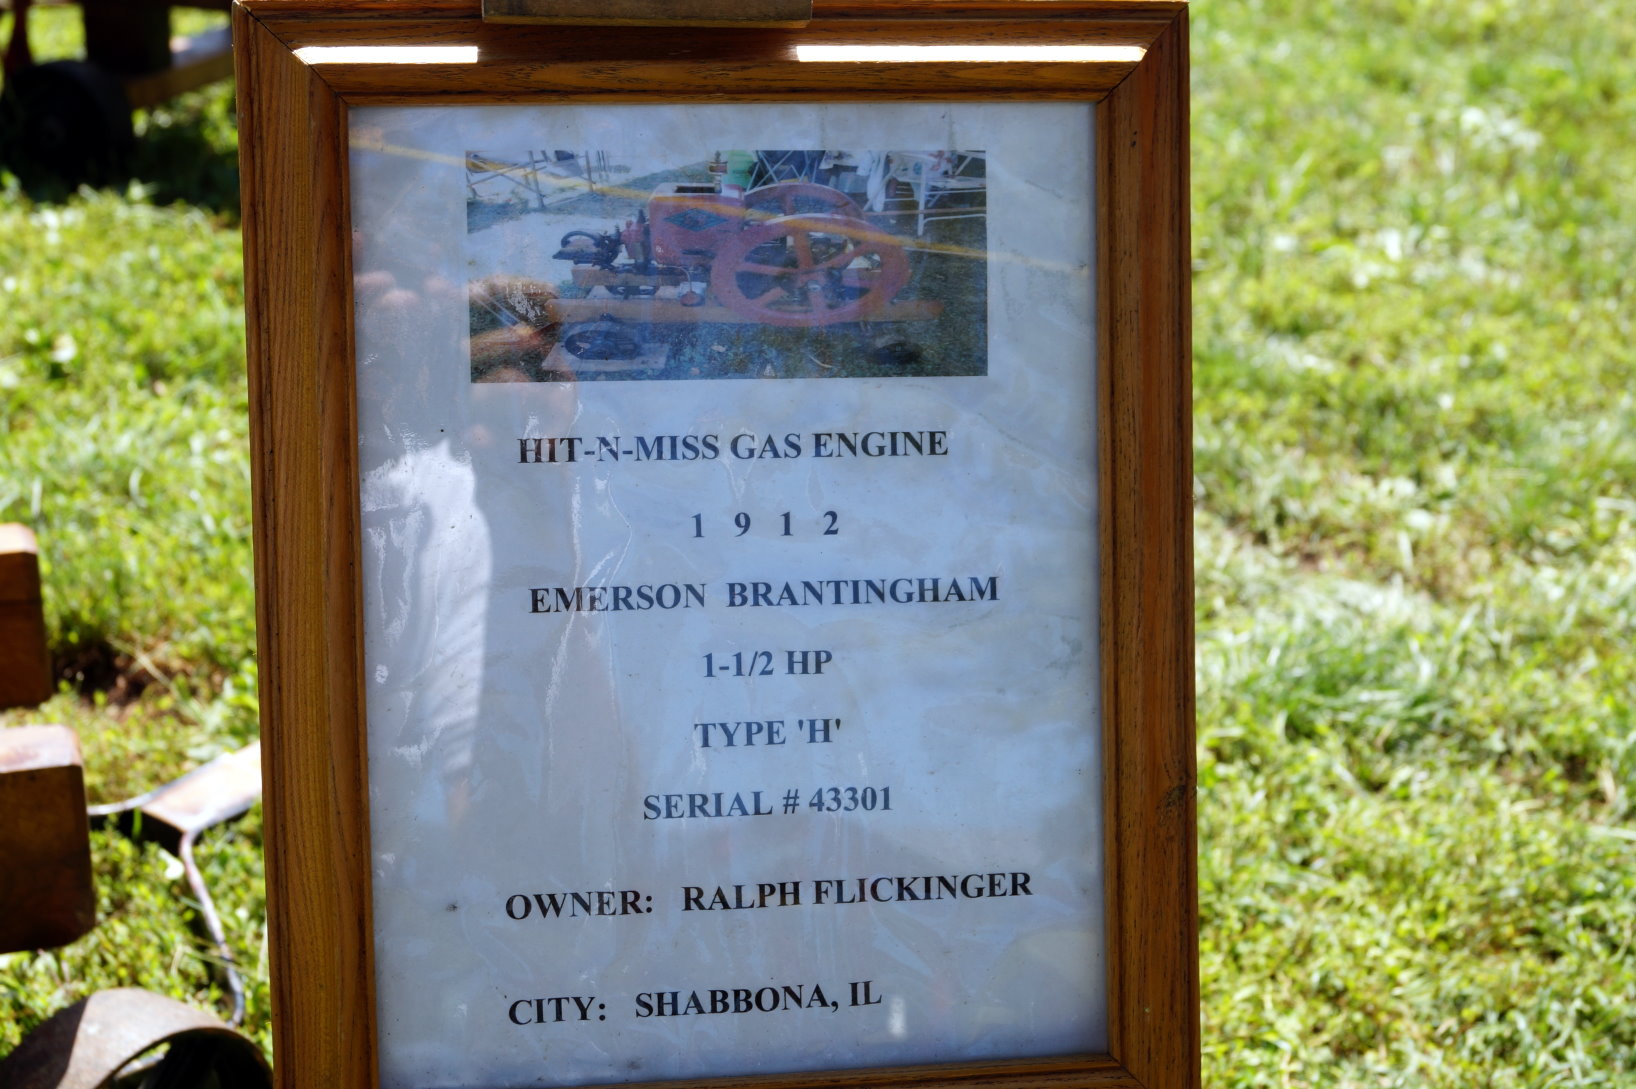 HIT-N-MISS GAS ENGINE
1 9 1 2
EMERSON BRANTINGHAM
1-1/2 HP
TYPE 'H'
SERIAL # 43301
OWNER: RALPH FLICKINGER
CITY: SHABBONA, IL